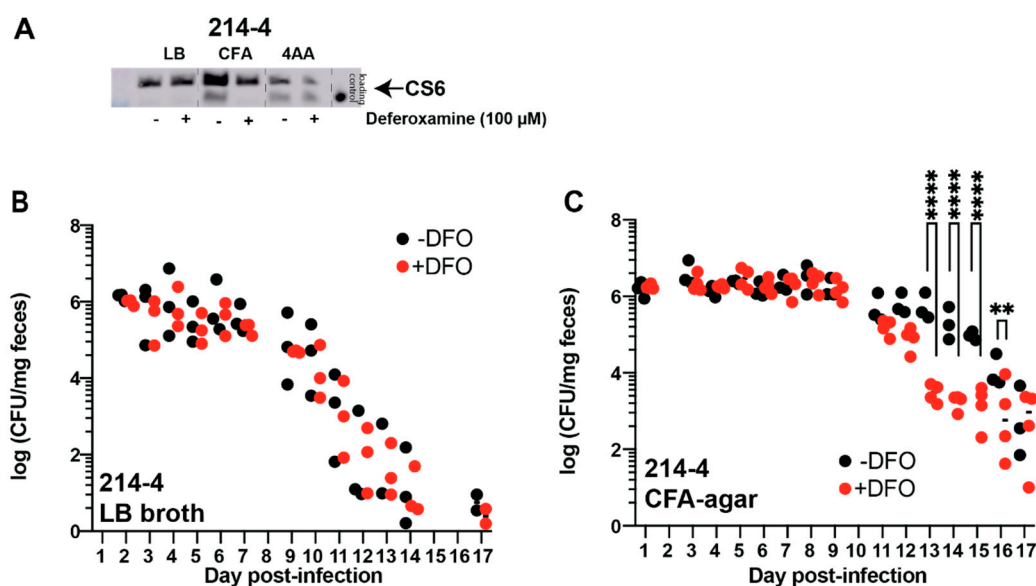 A
214-4
LB CFA 4AA
loading control
CS6
- + - + - +
Deferoxamine (100 µM)
B
-DFO
+DFO
log (CFU/mg feces)
8
6
4
2
0
214-4
LB broth
1 2 3 4 5 6 7 8 9 10 11 12 13 14 15 16 17
Day post-infection
C
**** **** ****
**
log (CFU/mg feces)
8
6
4
2
0
-DFO
+DFO
214-4
CFA-agar
1 2 3 4 5 6 7 8 9 10 11 12 13 14 15 16 17
Day post-infection